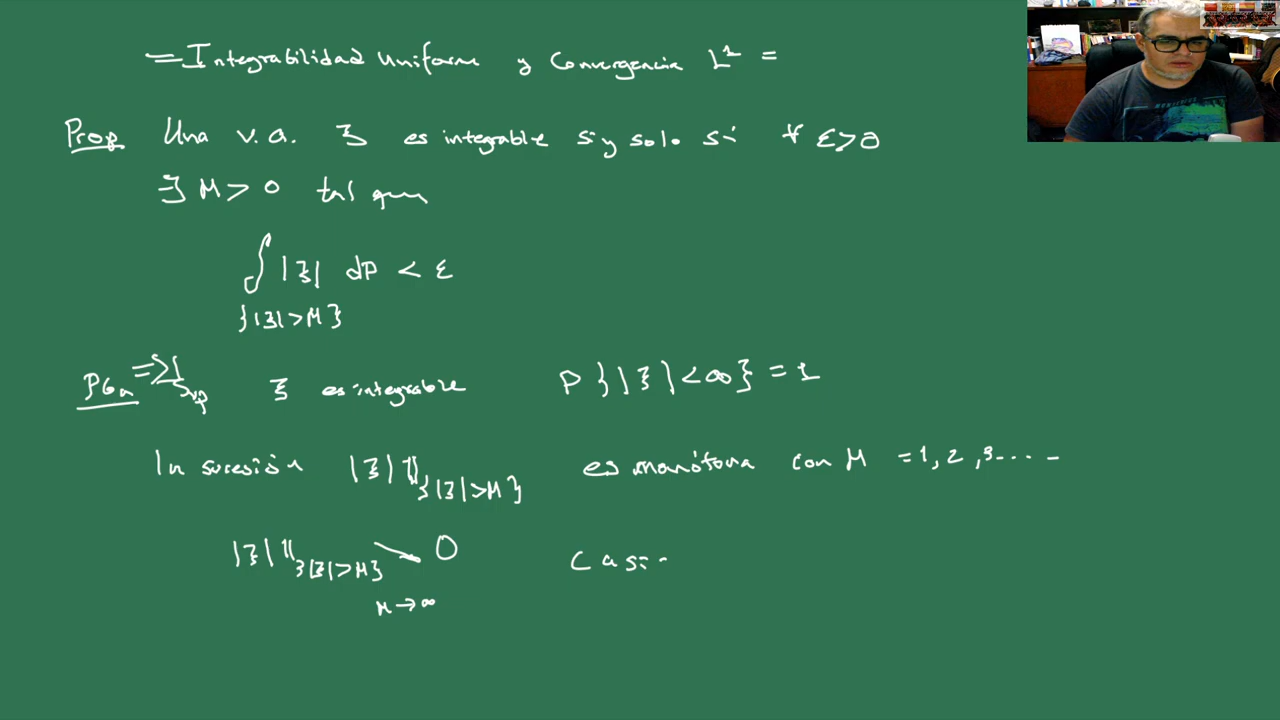 = Integrabilidad Uniforme y Convergencia L¹ =
Prop Una v.a. ξ es integrable si y solo si ∀ ε>0
∃ M > 0 tal que
∫ |ξ| dP < ε
{|ξ|>M}
⇒] Sup ξ es integrable P{|ξ|<∞} = 1
la sucesión |ξ| 𝟙{|ξ|>M} es monótona con M = 1, 2, 3....
|ξ| 𝟙{|ξ|>M} ↘ 0 casi
M→∞